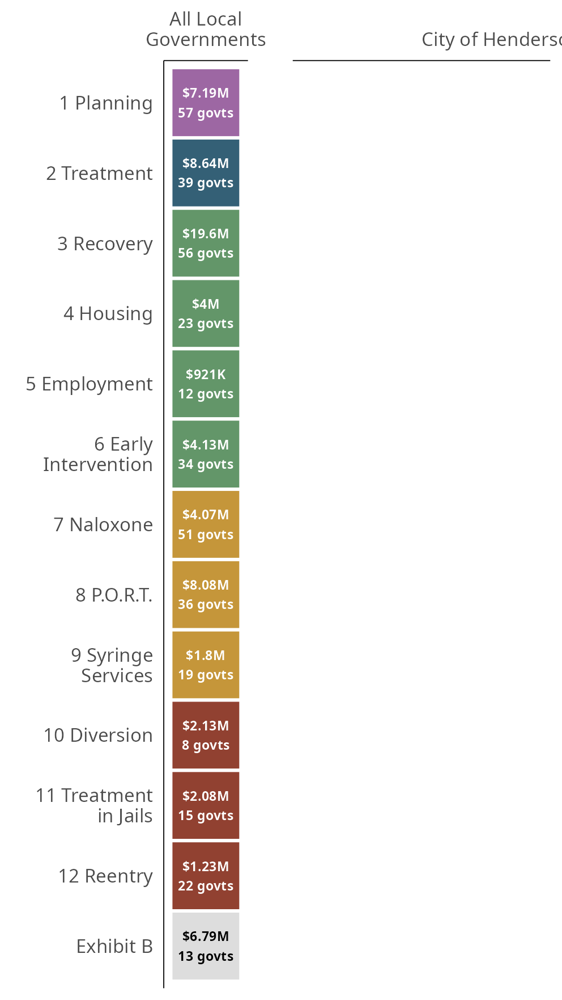 All Local
Governments
City of Henders
1 Planning
$7.19M
57 govts
2 Treatment
$8.64M
39 govts
3 Recovery
$19.6M
56 govts
4 Housing
$4M
23 govts
5 Employment
$921K
12 govts
6 Early
Intervention
$4.13M
34 govts
7 Naloxone
$4.07M
51 govts
8 P.O.R.T.
$8.08M
36 govts
9 Syringe
Services
$1.8M
19 govts
10 Diversion
$2.13M
8 govts
11 Treatment
in Jails
$2.08M
15 govts
12 Reentry
$1.23M
22 govts
Exhibit B
$6.79M
13 govts